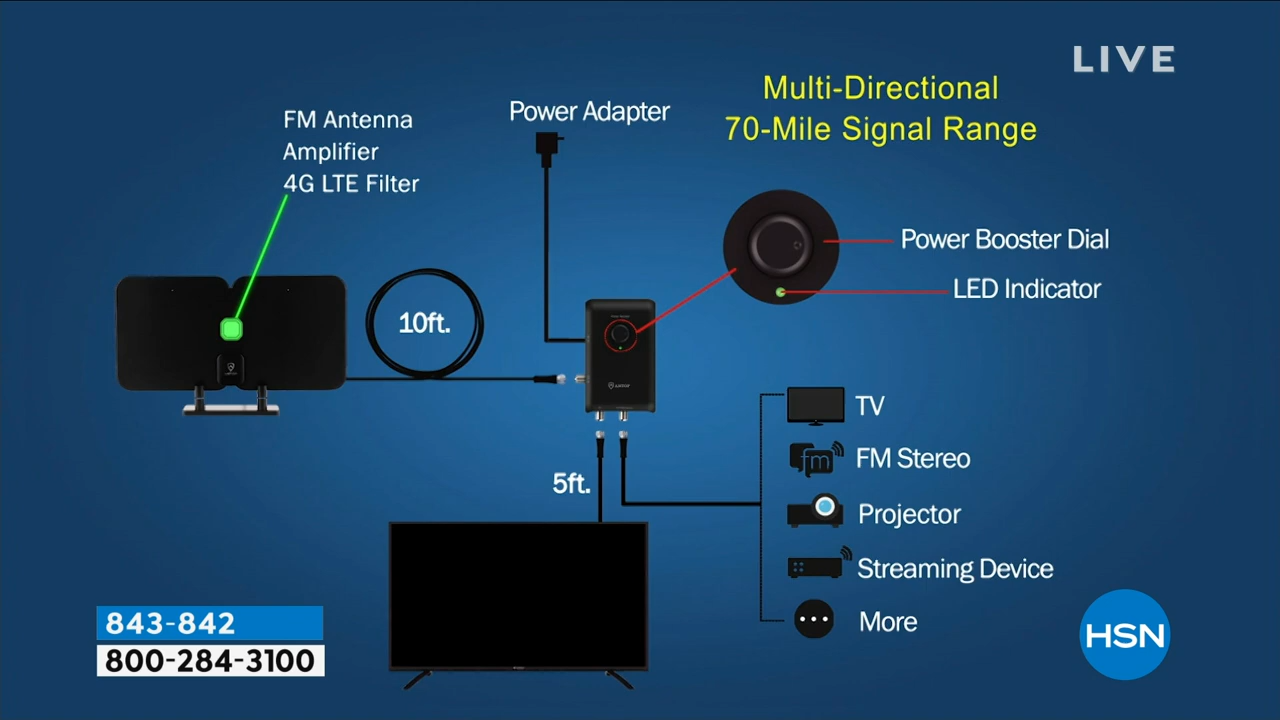 LIVE
Multi-Directional
70-Mile Signal Range
FM Antenna
Amplifier
4G LTE Filter
Power Adapter
Power Booster Dial
LED Indicator
10ft.
5ft.
TV
fm
FM Stereo
Projector
Streaming Device
More
843-842
800-284-3100
HSN